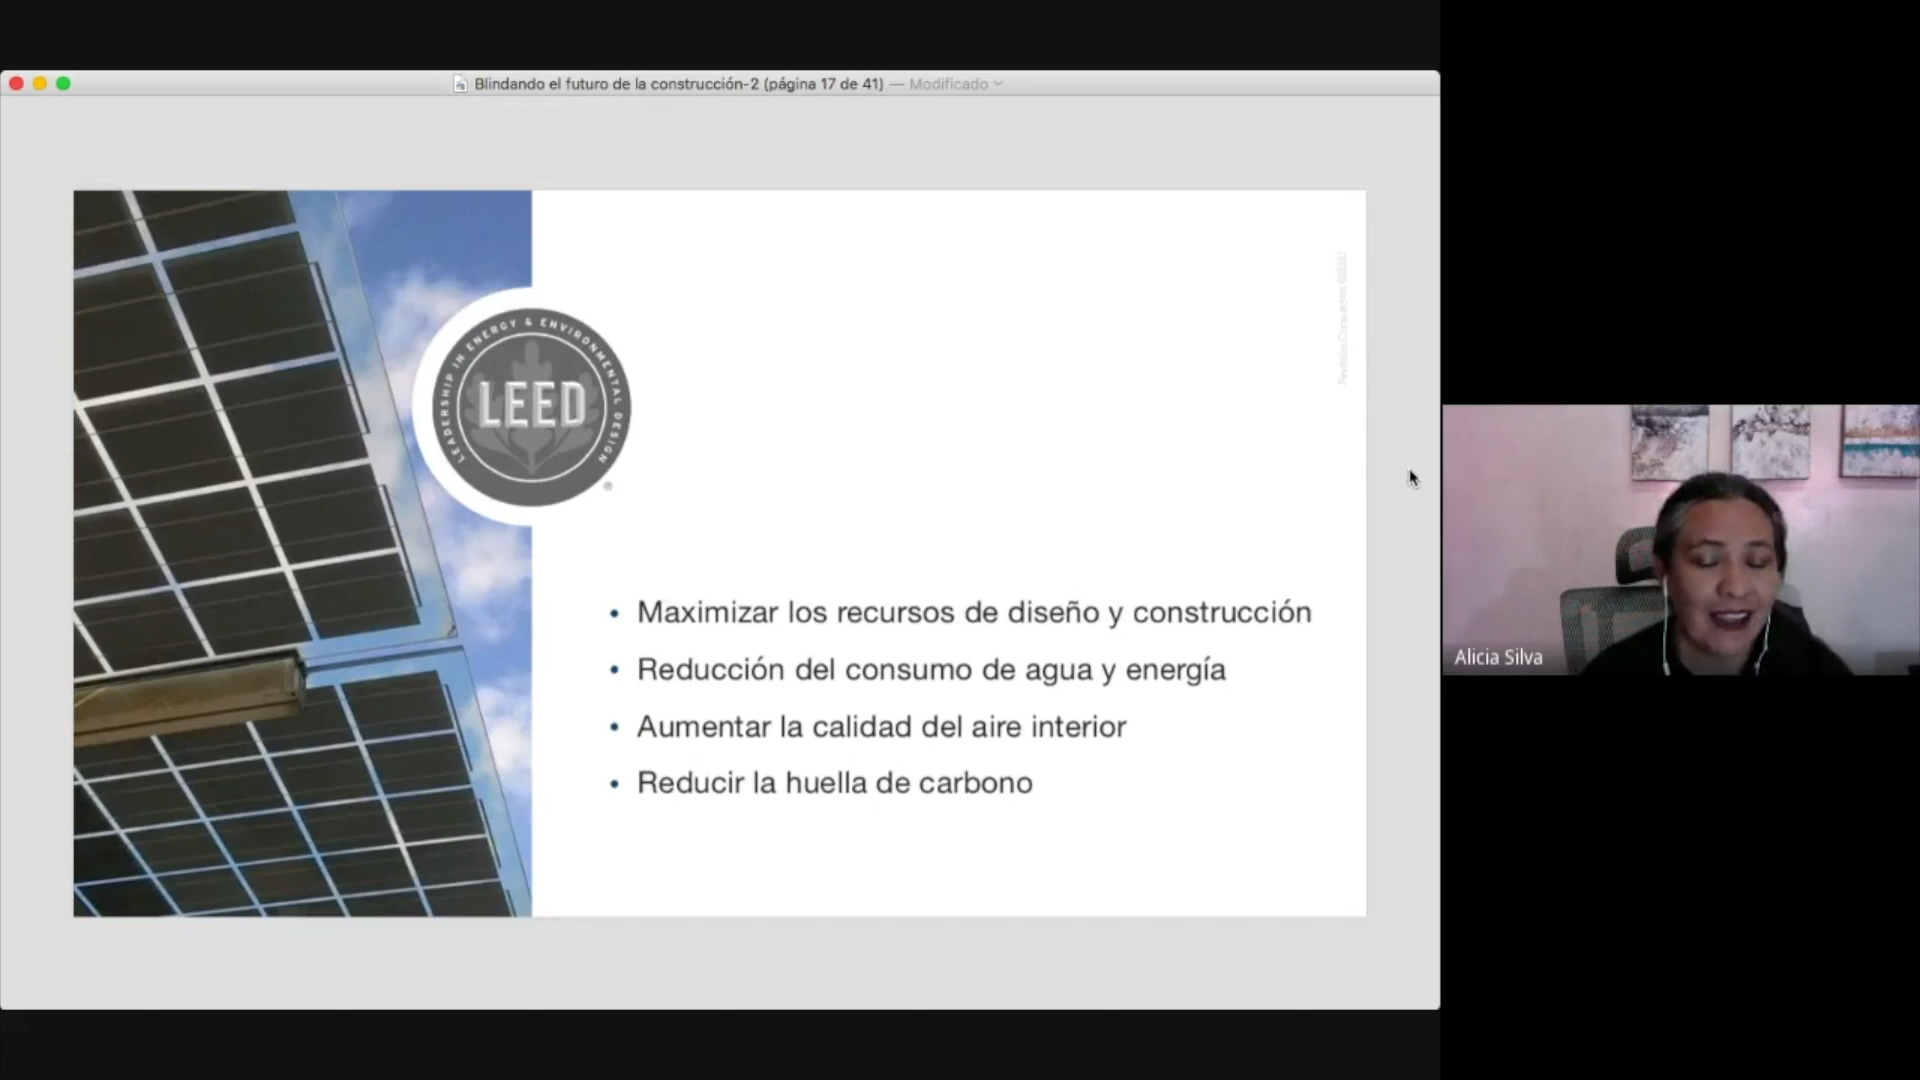 Blindando el futuro de la construcción-2 (página 17 de 41) — Modificado
LEADERSHIP IN ENERGY & ENVIRONMENTAL DESIGN
LEED
®
• Maximizar los recursos de diseño y construcción
• Reducción del consumo de agua y energía
• Aumentar la calidad del aire interior
• Reducir la huella de carbono
Alicia Silva